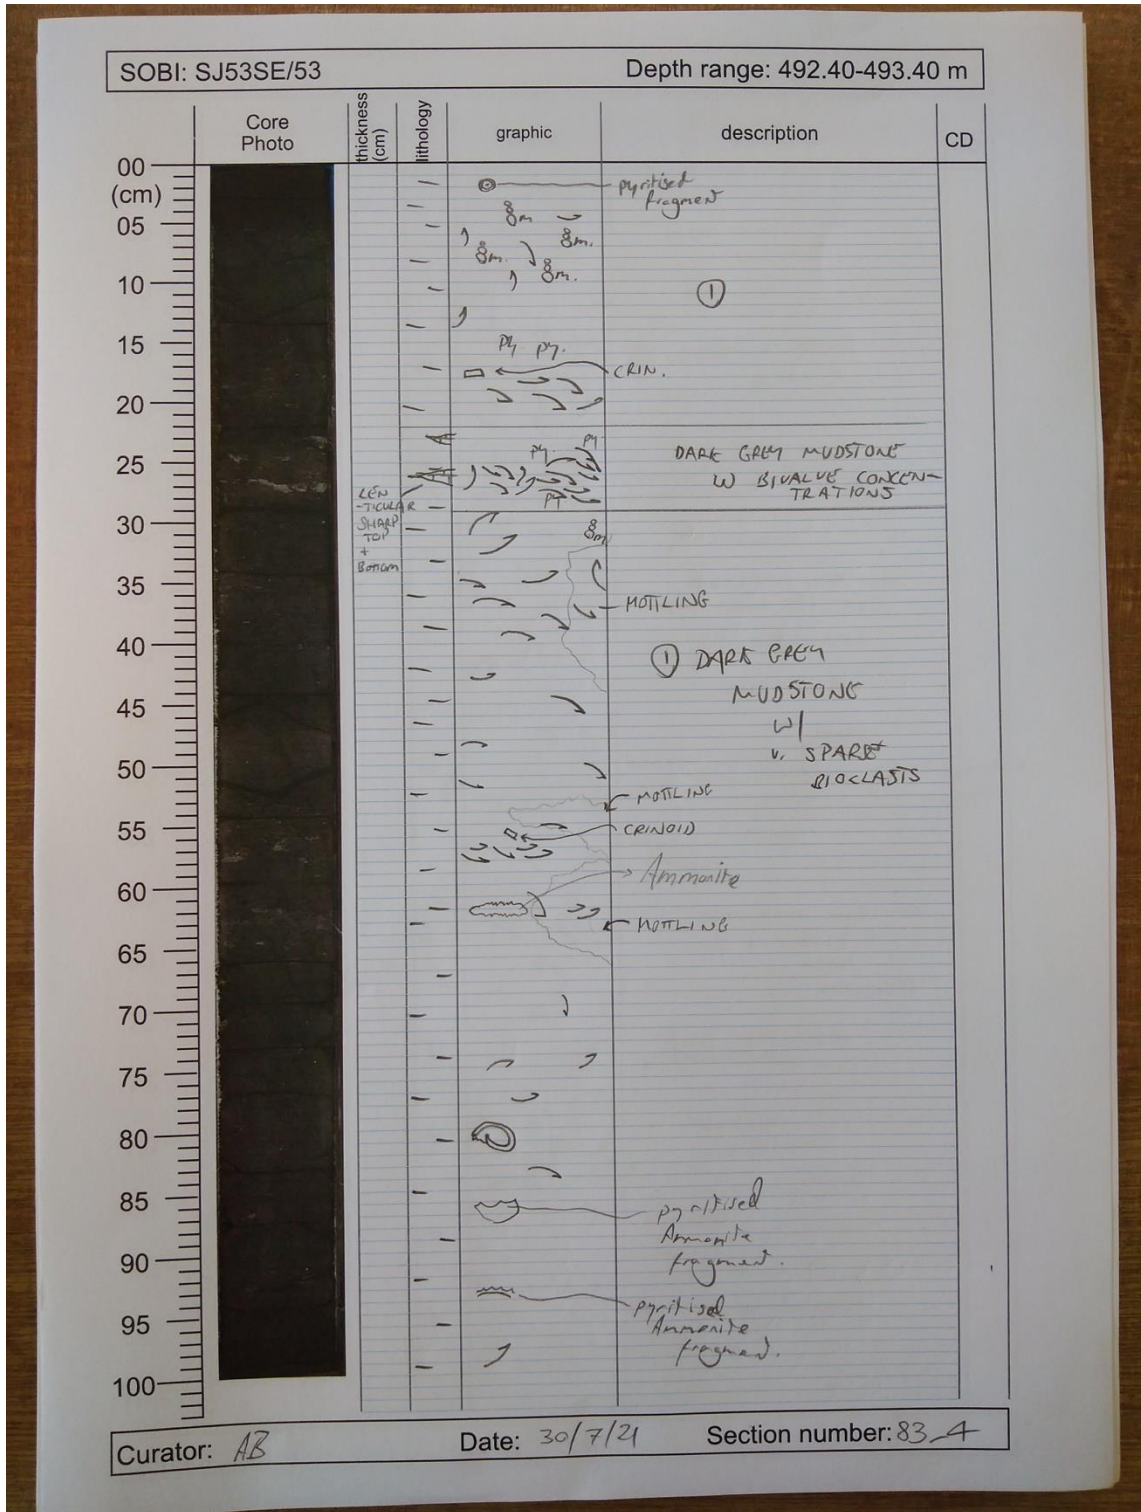 SOBI: SJ53SE/53
Depth range: 492.40-493.40 m
Core
Photo
thickness
(cm)
lithology
graphic
description
CD
00
(cm)
05
10
15
20
25
30
35
40
45
50
55
60
65
70
75
80
85
90
95
100
pyritised
fragment
8m
8m.
8m.
8m.
1
py py.
CRIN.
py
py
DARK GREY MUDSTONE
W BIVALVE CONCEN-
TRATIONS
PY
LEN
-TICULAR
SHARP
TOP
+
Bottom
8m
MOTTLING
1 DARK GREY
MUDSTONE
W/
v. SPARSE
BIOCLASTS
MOTTLING
CRINOID
Ammonite
MOTTLING
pyritised
Ammonite
fragment.
pyritised
Ammonite
fragment.
Curator: AB
Date: 30/7/21
Section number: 83_4